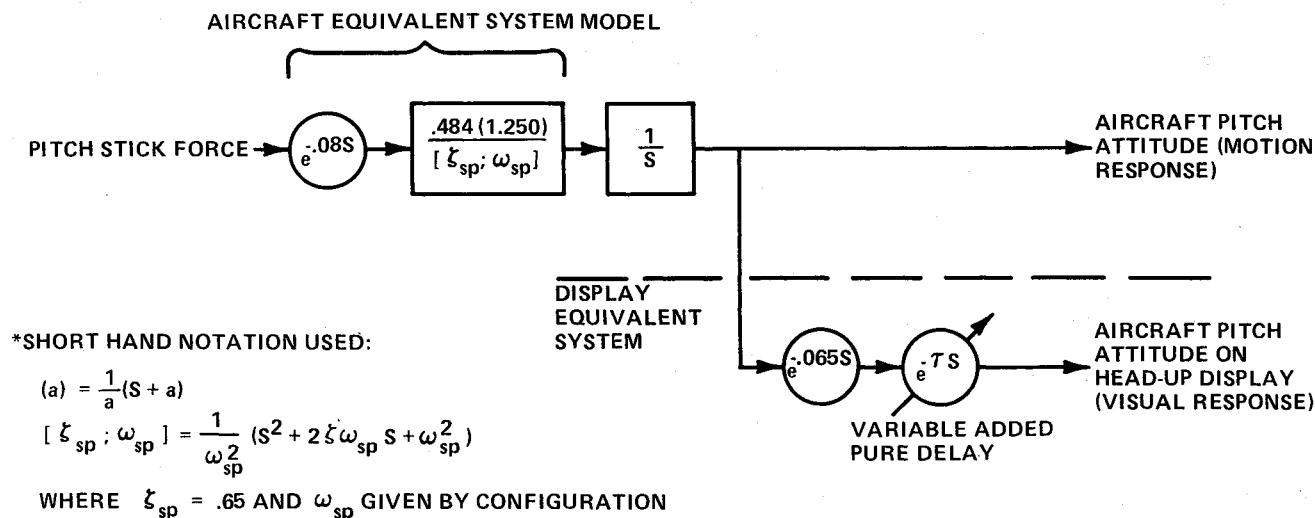 AIRCRAFT EQUIVALENT SYSTEM MODEL
PITCH STICK FORCE
e^-.08S
.484 (1.250)
[ ζsp; ωsp ]
1
S
AIRCRAFT PITCH
ATTITUDE (MOTION
RESPONSE)
DISPLAY
EQUIVALENT
SYSTEM
e^-.065S
e^-τS
AIRCRAFT PITCH
ATTITUDE ON
HEAD-UP DISPLAY
(VISUAL RESPONSE)
VARIABLE ADDED
PURE DELAY
*SHORT HAND NOTATION USED:
(a) = 1/a (S + a)
[ ζsp ; ωsp ] = 1/ω²sp (S² + 2ζωsp S + ω²sp)
WHERE ζsp = .65 AND ωsp GIVEN BY CONFIGURATION